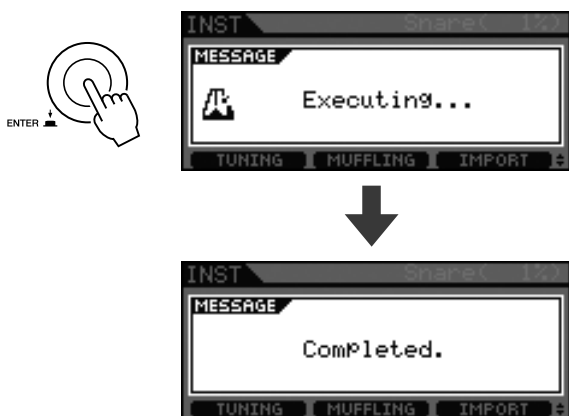 INST Snare( 1%)
MESSAGE
Executing...
ENTER
TUNING MUFFLING IMPORT
INST Snare( 1%)
MESSAGE
Completed.
TUNING MUFFLING IMPORT